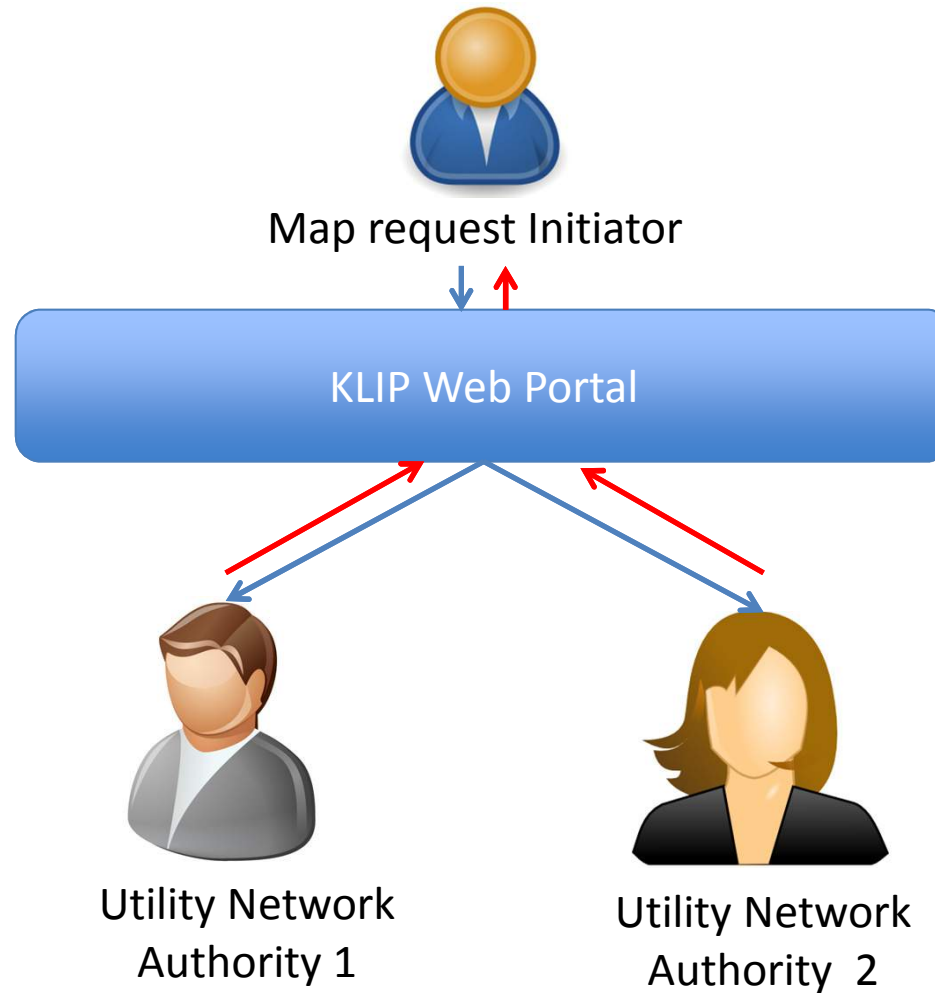 Map request Initiator
KLIP Web Portal
Utility Network
Authority 1
Utility Network
Authority  2